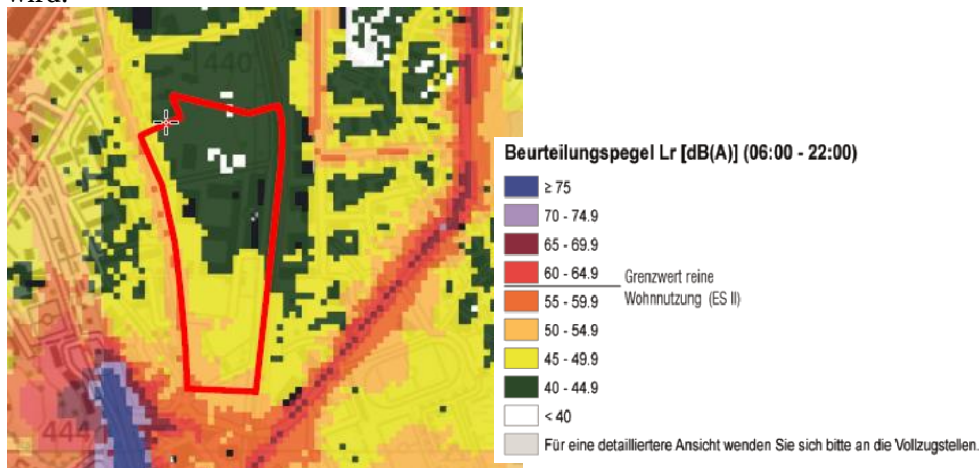 wird.
440
444
Beurteilungspegel Lr [dB(A)] (06:00 - 22:00)
≥ 75
70 - 74.9
65 - 69.9
60 - 64.9
Grenzwert reine
Wohnnutzung (ES II)
55 - 59.9
50 - 54.9
45 - 49.9
40 - 44.9
< 40
Für eine detailliertere Ansicht wenden Sie sich bitte an die Vollzugstellen.